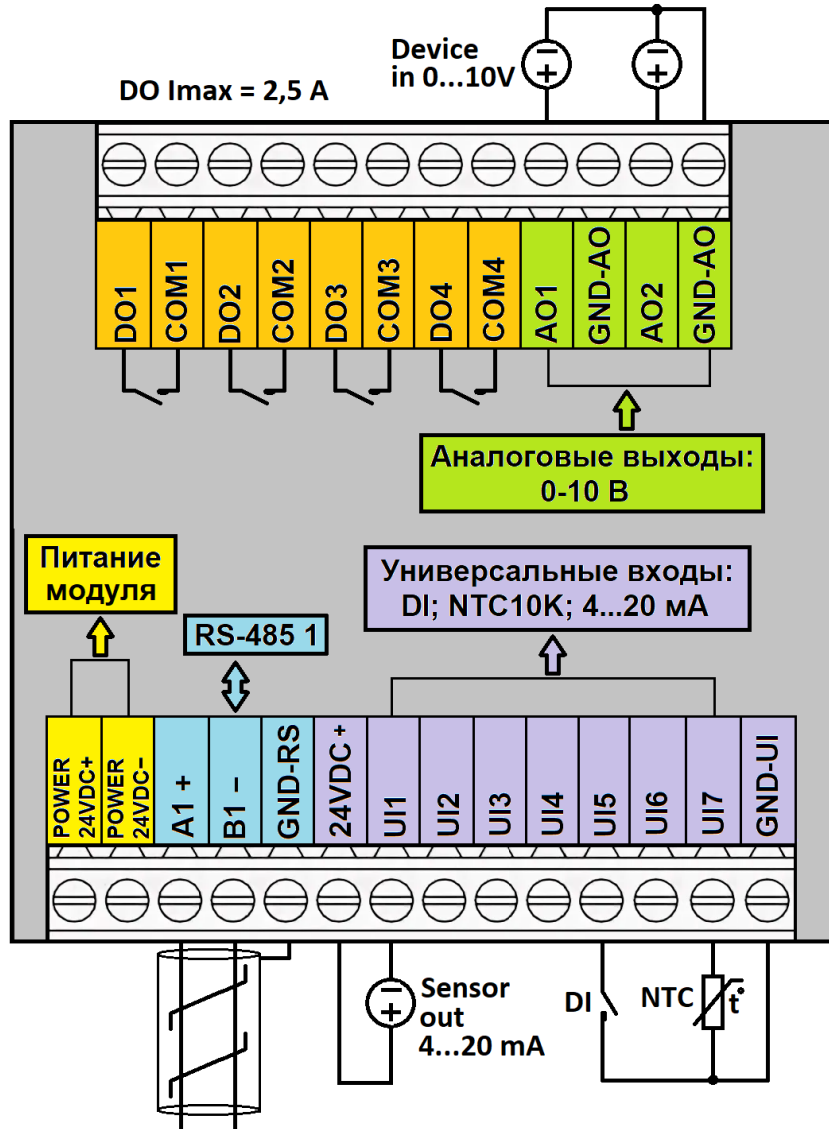 Device
in 0...10V
DO Imax = 2,5 A
DO1
COM1
DO2
COM2
DO3
COM3
DO4
COM4
AO1
GND-AO
AO2
GND-AO
Аналоговые выходы:
0-10 В
Питание
модуля
RS-485 1
Универсальные входы:
DI; NTC10K; 4...20 мА
POWER
24VDC+
POWER
24VDC−
A1 +
B1 −
GND-RS
24VDC +
UI1
UI2
UI3
UI4
UI5
UI6
UI7
GND-UI
Sensor
out
4...20 mA
DI
NTC
t°